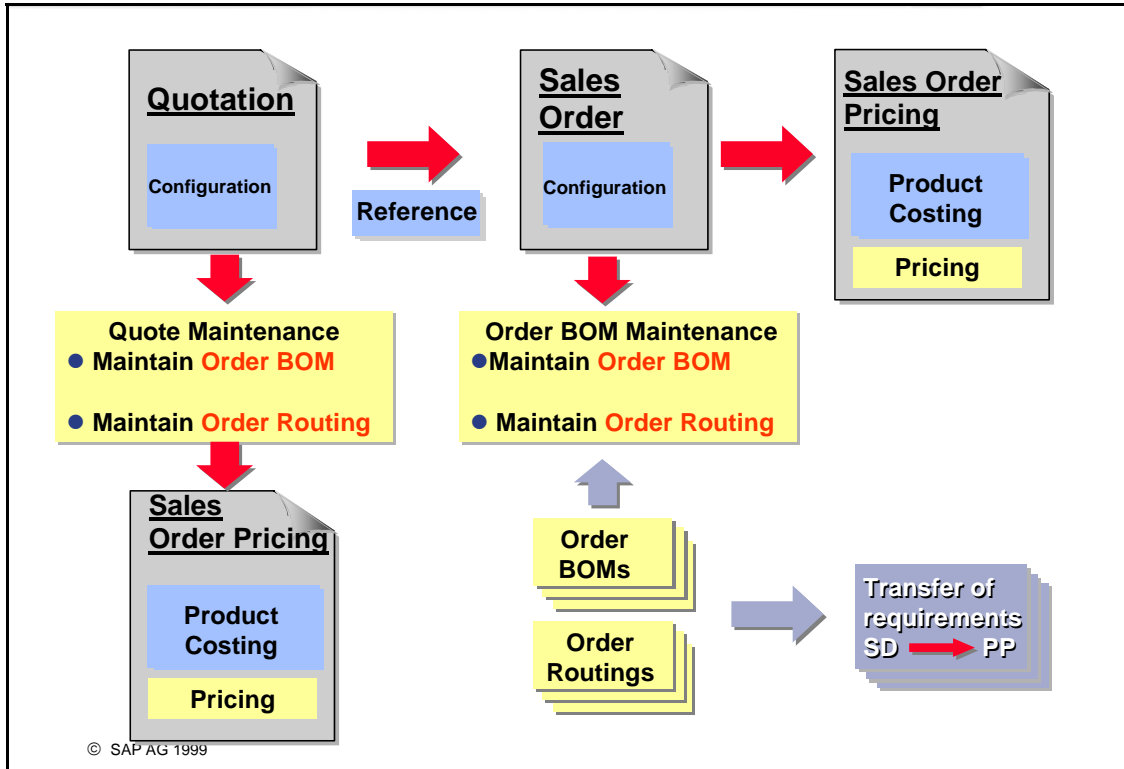 Quotation
Configuration
Reference
Sales
Order
Configuration
Sales Order
Pricing
Product
Costing
Pricing
Quote Maintenance
● Maintain Order BOM
● Maintain Order Routing
Order BOM Maintenance
●Maintain Order BOM
● Maintain Order Routing
Sales
Order Pricing
Product
Costing
Pricing
Order
BOMs
Order
Routings
Transfer of
requirements
SD PP
© SAP AG 1999